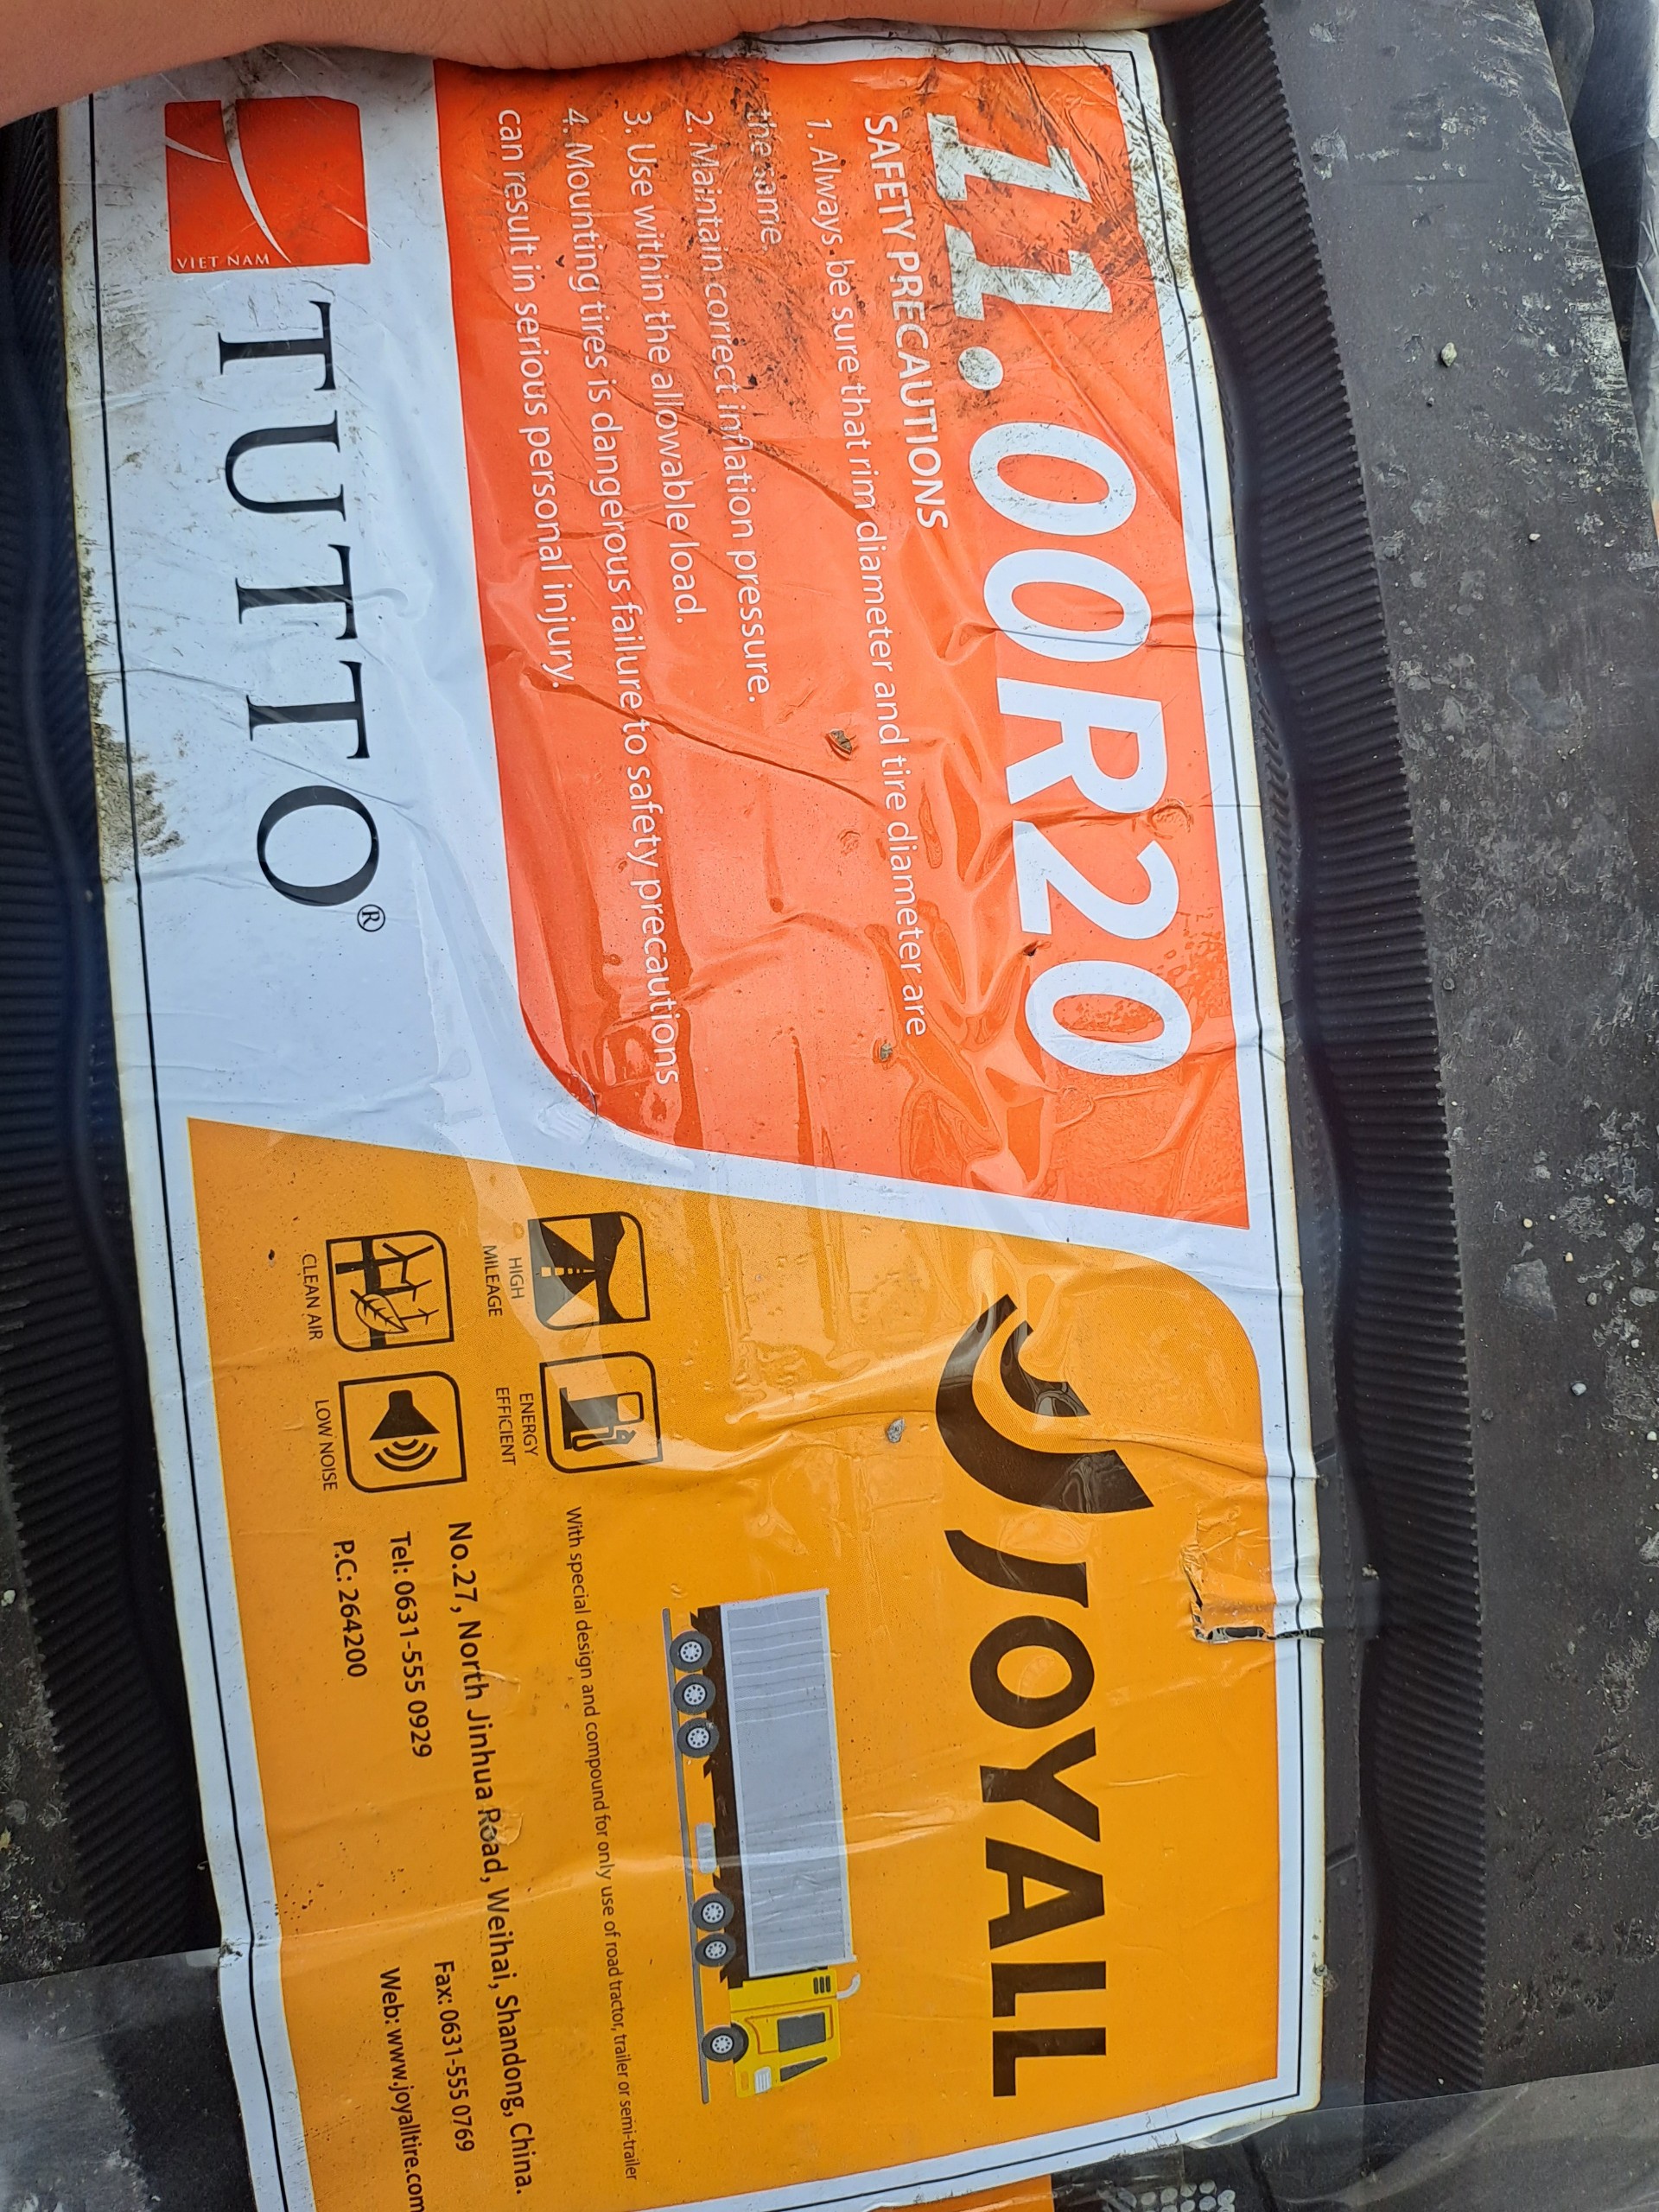 11.00R20
SAFETY PRECAUTIONS
1. Always be sure that rim diameter and tire diameter are
the same
2. Maintain correct inflation pressure.
3. Use within the allowable load.
4. Mounting tires is dangerous failure to safety precautions
can result in serious personal injury.
VIET NAM
TUTTO®
JOYALL
HIGH
MILEAGE
ENERGY
EFFICIENT
CLEAN AIR
LOW NOISE
With special design and compound for only use of road tractor, trailer or semi-trailer
No.27, North Jinhua Road, Weihai, Shandong, China.
Tel: 0631-555 0929
Fax: 0631-555 0769
P.C: 264200
Web: www.joyalltire.com